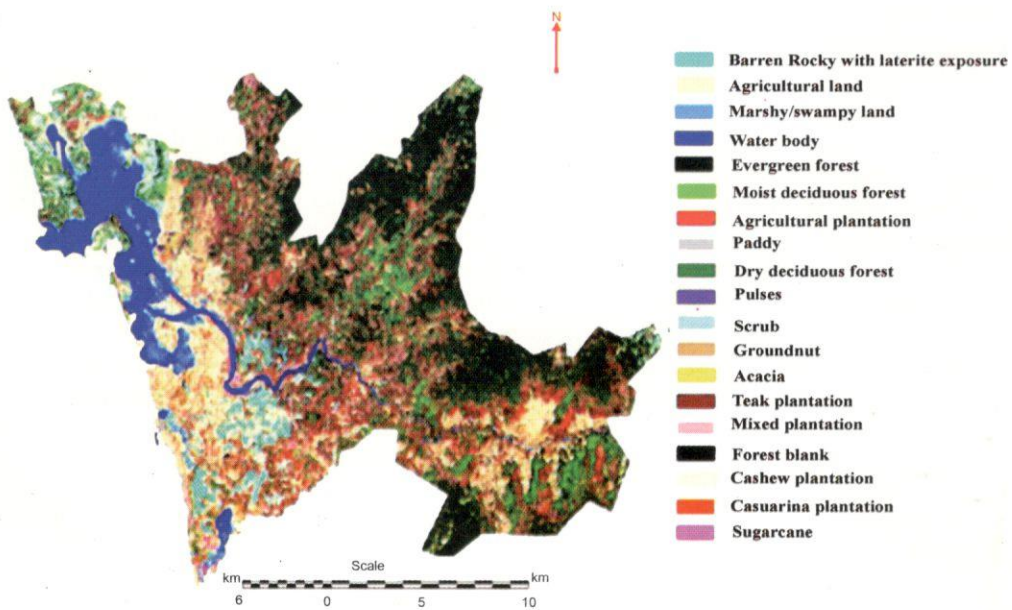 N
Barren Rocky with laterite exposure
Agricultural land
Marshy/swampy land
Water body
Evergreen forest
Moist deciduous forest
Agricultural plantation
Paddy
Dry deciduous forest
Pulses
Scrub
Groundnut
Acacia
Teak plantation
Mixed plantation
Forest blank
Cashew plantation
Casuarina plantation
Sugarcane
Scale
km km
6 0 5 10